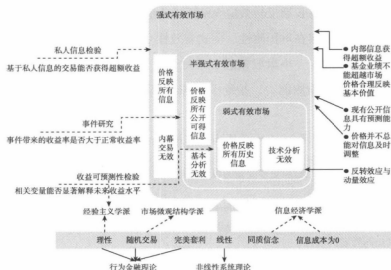 强式有效市场
私人信息检验
基于私人信息的交易能否获得超额收益
价格
反映
所有
信息
内幕
交易
无效
半强式有效市场
价格
反映
所有
公开
可得
信息
基本
分析
无效
弱式有效市场
价格反映
所有历史
信息
技术分析
无效
事件研究
事件带来的收益率是否大于正常收益率
收益可预测性检验
相关变量能否显著解释未来收益水平
内部信息获
得超额收益
基金业绩不
能超越市场
价格合理反映
基本价值
现有公开信
息具有预测能
力
价格并不总
能对信息及时
调整
反转效应与
动量效应
经验主义学派
市场微观结构学派
信息经济学派
理性
随机交易
完美套利
线性
同质信念
信息成本为0
行为金融理论
非线性系统理论